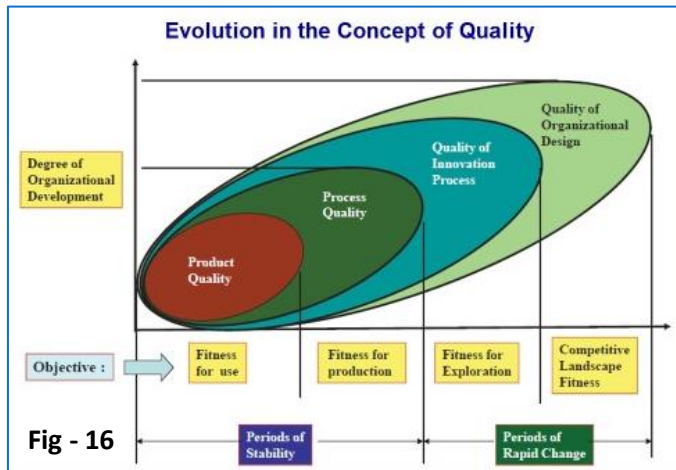 Evolution in the Concept of Quality
Quality of
Organizational
Design
Quality of
Innovation
Process
Degree of
Organizational
Development
Process
Quality
Product
Quality
Objective :
Fitness
for use
Fitness for
production
Fitness for
Exploration
Competitive
Landscape
Fitness
Fig - 16
Periods of
Stability
Periods of
Rapid Change